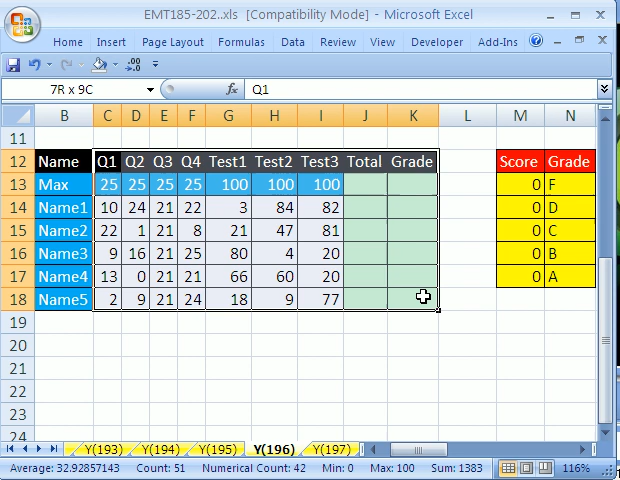 EMT185-202..xls [Compatibility Mode] - Microsoft Excel
Home Insert Page Layout Formulas Data Review View Developer Add-Ins
7R x 9C fx Q1
B C D E F G H I J K L M N
11
12 Name Q1 Q2 Q3 Q4 Test1 Test2 Test3 Total Grade Score Grade
13 Max 25 25 25 25 100 100 100 0 F
14 Name1 10 24 21 22 3 84 82 0 D
15 Name2 22 1 21 8 21 47 81 0 C
16 Name3 9 16 21 25 80 4 20 0 B
17 Name4 13 0 21 21 66 60 20 0 A
18 Name5 2 9 21 24 18 9 77
19
20
21
22
23
24
Y(193) Y(194) Y(195) Y(196) Y(197)
Average: 32.92857143 Count: 51 Numerical Count: 42 Min: 0 Max: 100 Sum: 1383 116%